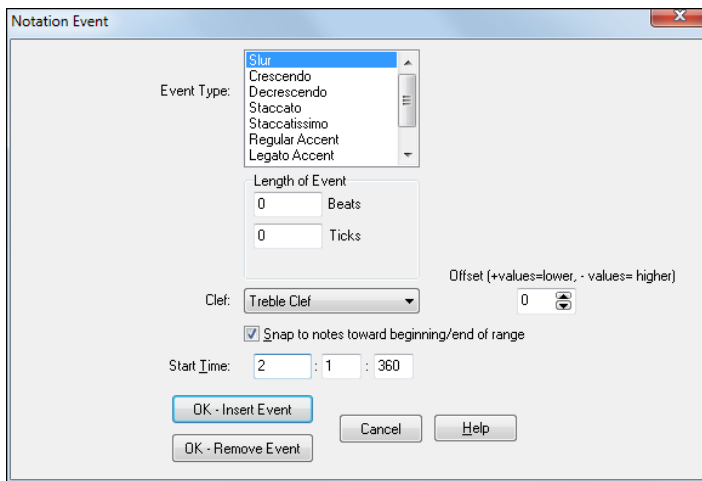 Notation Event
Event Type:
Slur
Crescendo
Decrescendo
Staccato
Staccatissimo
Regular Accent
Legato Accent
Length of Event
0 Beats
0 Ticks
Offset (+values=lower, - values= higher)
Clef: Treble Clef 0
Snap to notes toward beginning/end of range
Start Time: 2 : 1 : 360
OK - Insert Event
Cancel Help
OK - Remove Event